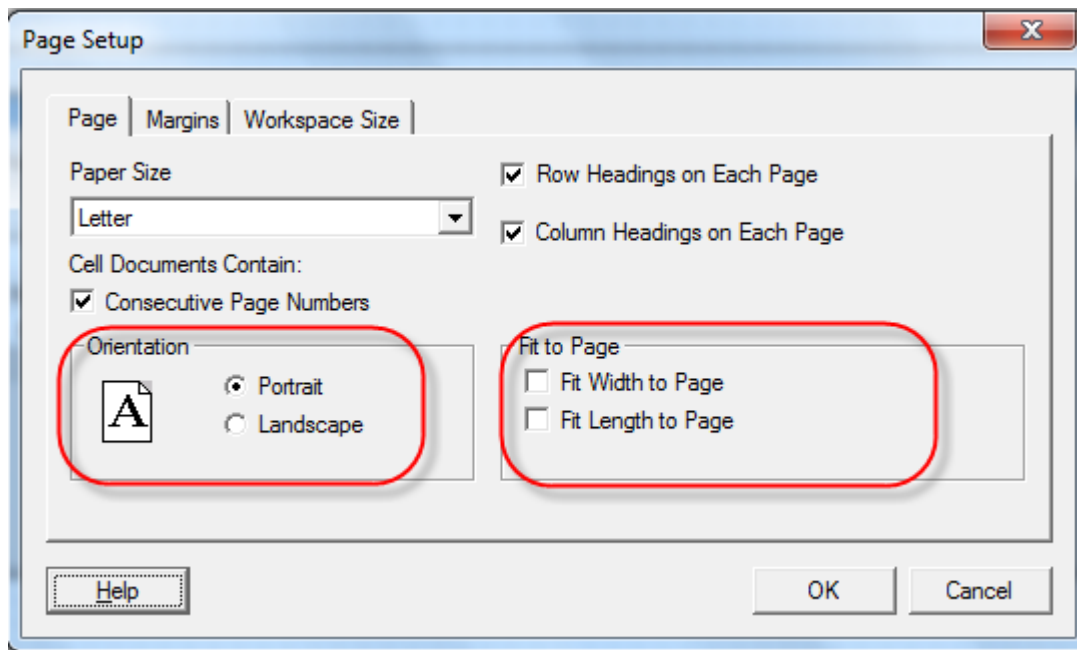 Page Setup
Page
Margins
Workspace Size
Paper Size
Row Headings on Each Page
Letter
Column Headings on Each Page
Cell Documents Contain:
Consecutive Page Numbers
Orientation
Fit to Page
A
Portrait
Fit Width to Page
Landscape
Fit Length to Page
Help
OK
Cancel